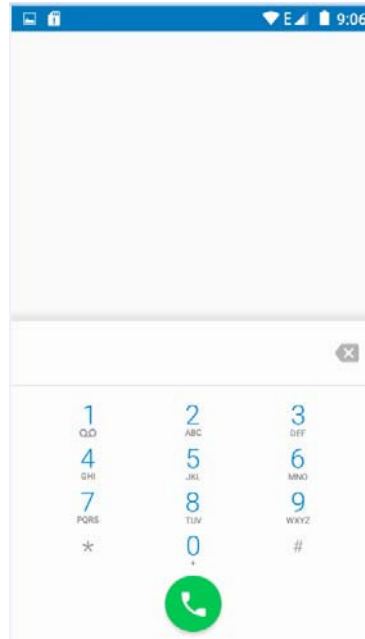 E 9:06
1 2 3
ABC DEF
4 5 6
GHI JKL MNO
7 8 9
PQRS TUV WXYZ
* 0 #
+